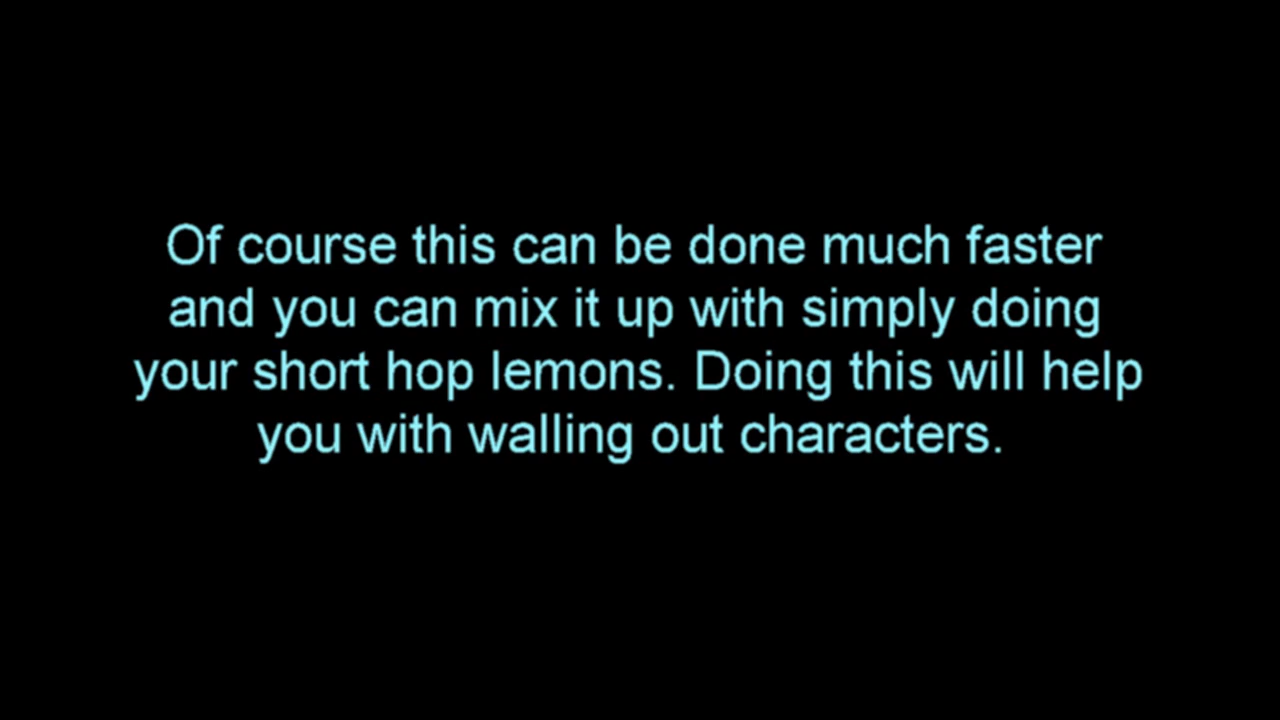 Of course this can be done much faster
and you can mix it up with simply doing
your short hop lemons. Doing this will help
you with walling out characters.